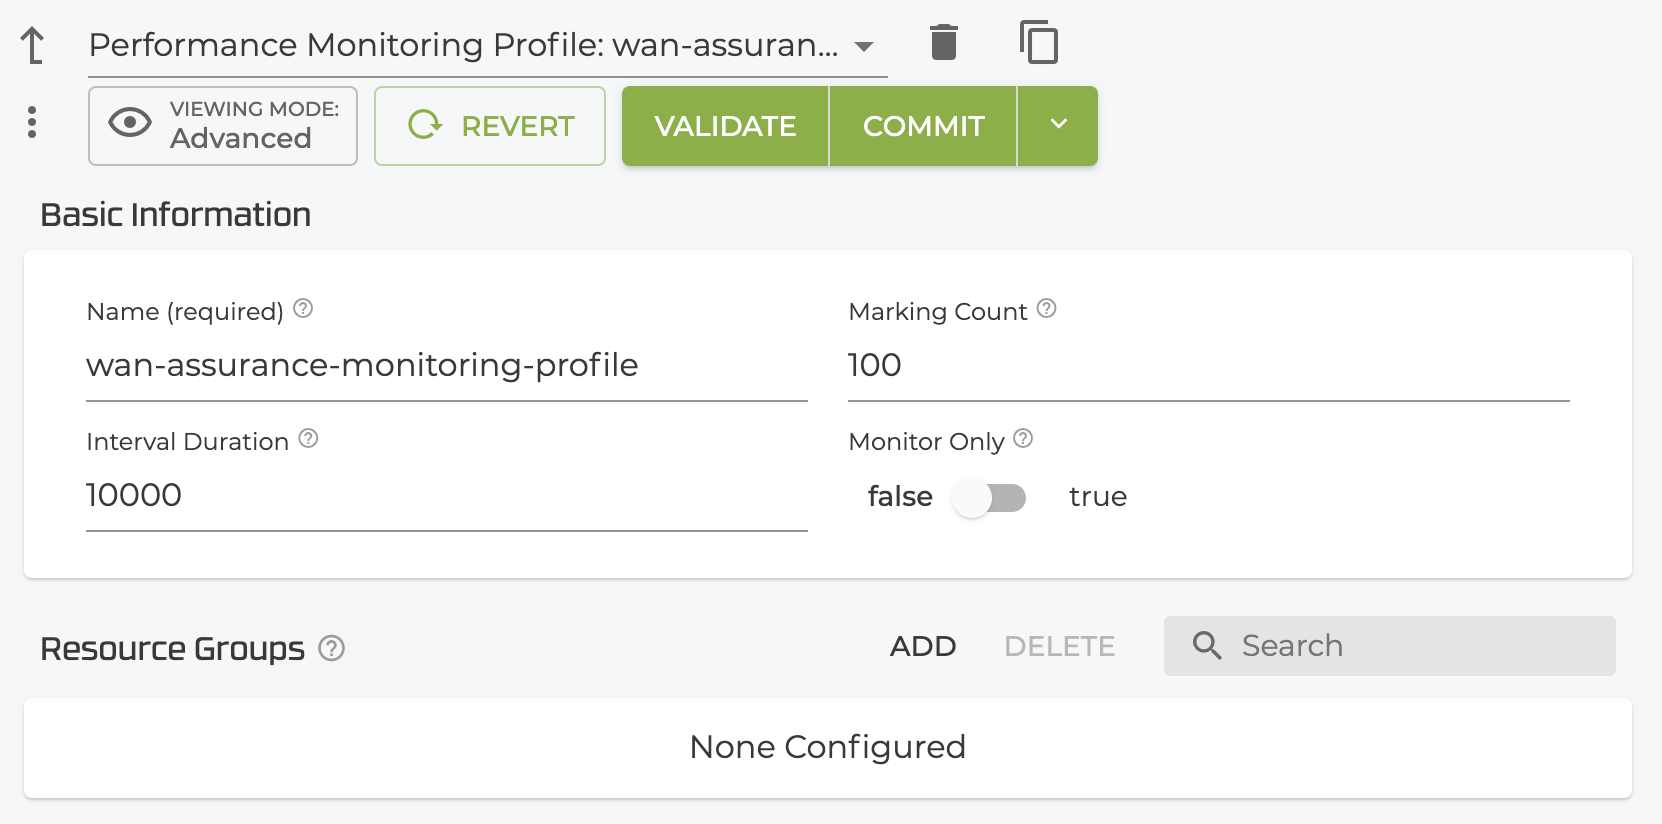 Performance Monitoring Profile: wan-assuran...
VIEWING MODE:
Advanced
REVERT
VALIDATE
COMMIT
Basic Information
Name (required)
wan-assurance-monitoring-profile
Marking Count
100
Interval Duration
10000
Monitor Only
false true
Resource Groups
ADD
DELETE
Search
None Configured